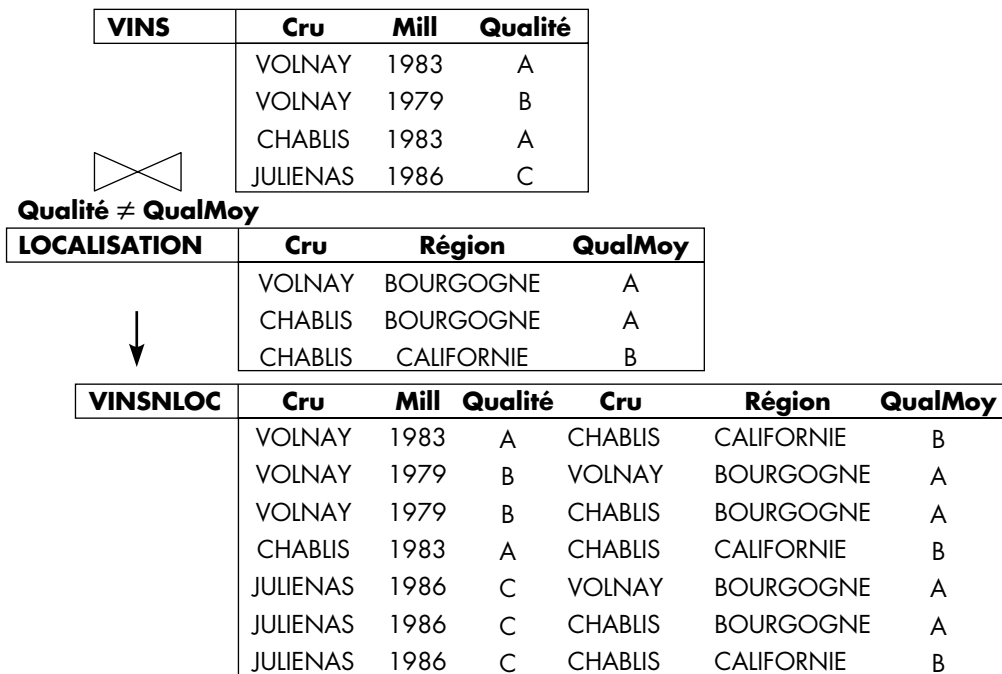 VINS Cru Mill Qualité
VOLNAY 1983 A
VOLNAY 1979 B
CHABLIS 1983 A
JULIENAS 1986 C
Qualité ≠ QualMoy
LOCALISATION Cru Région QualMoy
VOLNAY BOURGOGNE A
CHABLIS BOURGOGNE A
CHABLIS CALIFORNIE B
VINSNLOC Cru Mill Qualité Cru Région QualMoy
VOLNAY 1983 A CHABLIS CALIFORNIE B
VOLNAY 1979 B VOLNAY BOURGOGNE A
VOLNAY 1979 B CHABLIS BOURGOGNE A
CHABLIS 1983 A CHABLIS CALIFORNIE B
JULIENAS 1986 C VOLNAY BOURGOGNE A
JULIENAS 1986 C CHABLIS BOURGOGNE A
JULIENAS 1986 C CHABLIS CALIFORNIE B